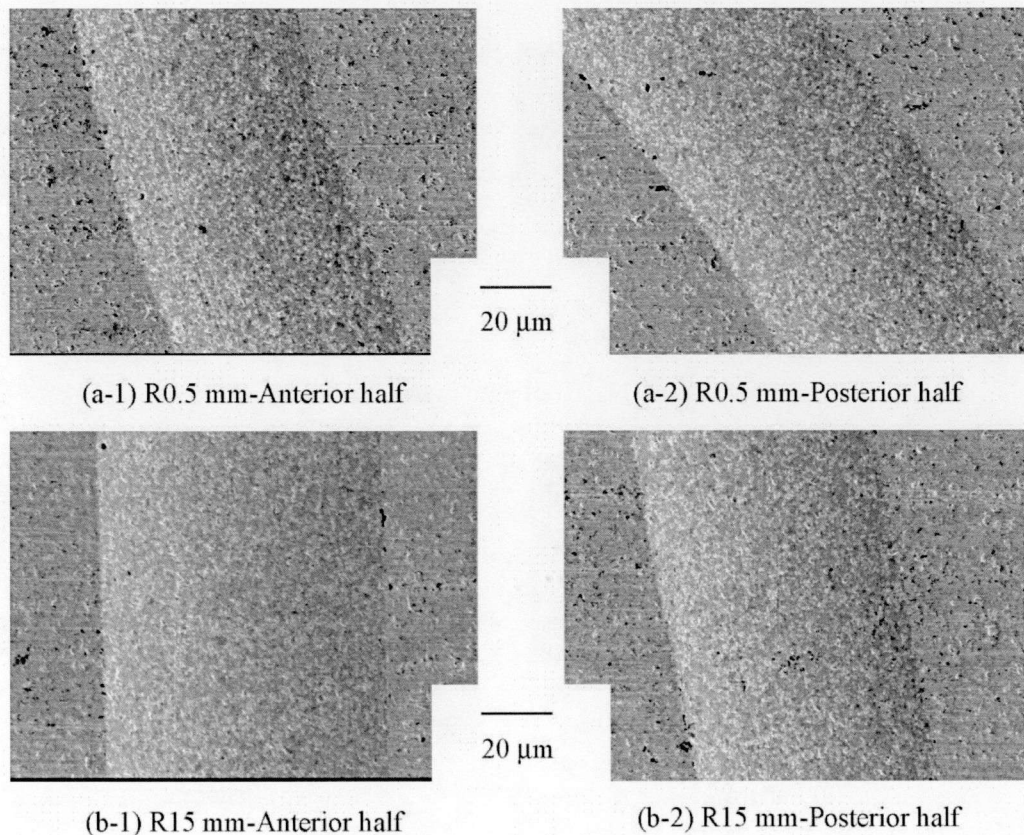 20 μm
(a-1) R0.5 mm-Anterior half
(a-2) R0.5 mm-Posterior half
20 μm
(b-1) R15 mm-Anterior half
(b-2) R15 mm-Posterior half